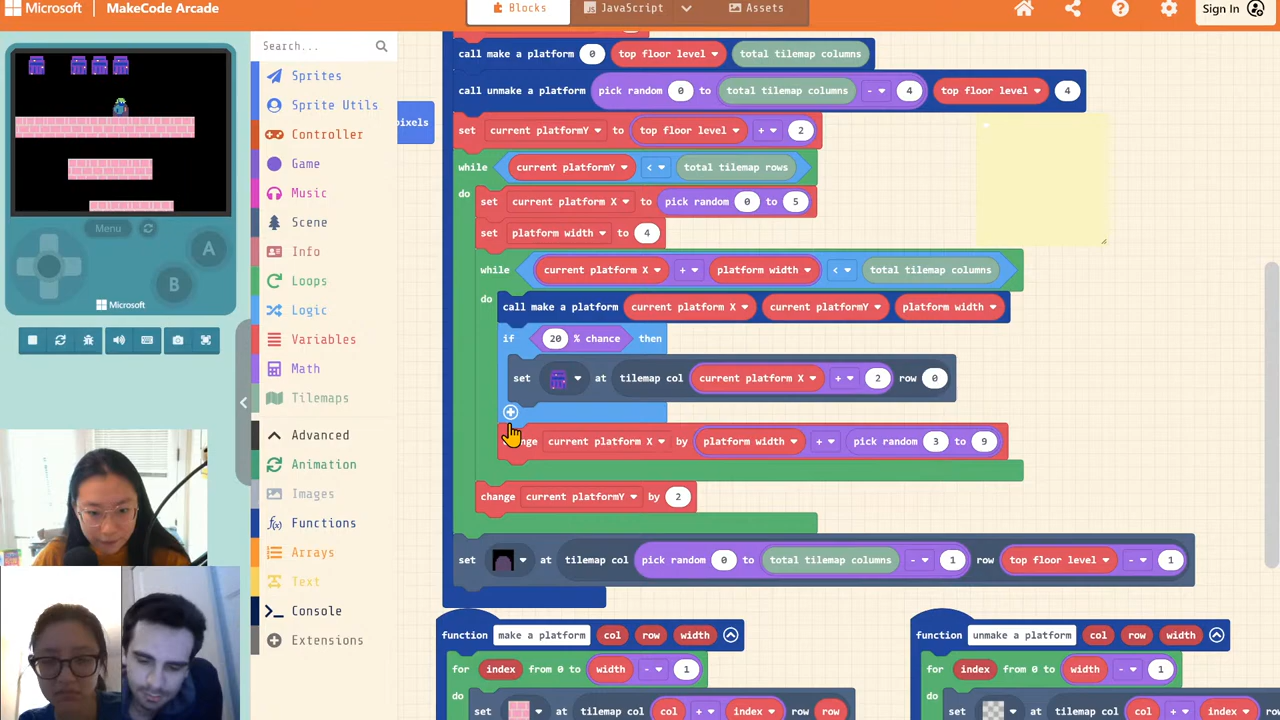 Microsoft MakeCode Arcade Blocks JavaScript Assets Sign In
Search...
Sprites
Sprite Utils
Controller
Game
Music
Scene
Info
Loops
Logic
Variables
Math
Tilemaps
Advanced
Animation
Images
Functions
Arrays
Text
Console
Extensions
Menu
A
B
Microsoft
pixels
call make a platform 0 top floor level total tilemap columns
call unmake a platform pick random 0 to total tilemap columns - 4 top floor level 4
set current platformY to top floor level + 2
while current platformY < total tilemap rows
do set current platform X to pick random 0 to 5
set platform width to 4
while current platform X + platform width < total tilemap columns
do call make a platform current platform X current platformY platform width
if 20 % chance then
set at tilemap col current platform X + 2 row 0
nge current platform X by platform width + pick random 3 to 9
change current platformY by 2
set at tilemap col pick random 0 to total tilemap columns - 1 row top floor level - 1
function make a platform col row width
for index from 0 to width - 1
do set at tilemap col col + index row row
function unmake a platform col row width
for index from 0 to width - 1
do set at tilemap col col + index row